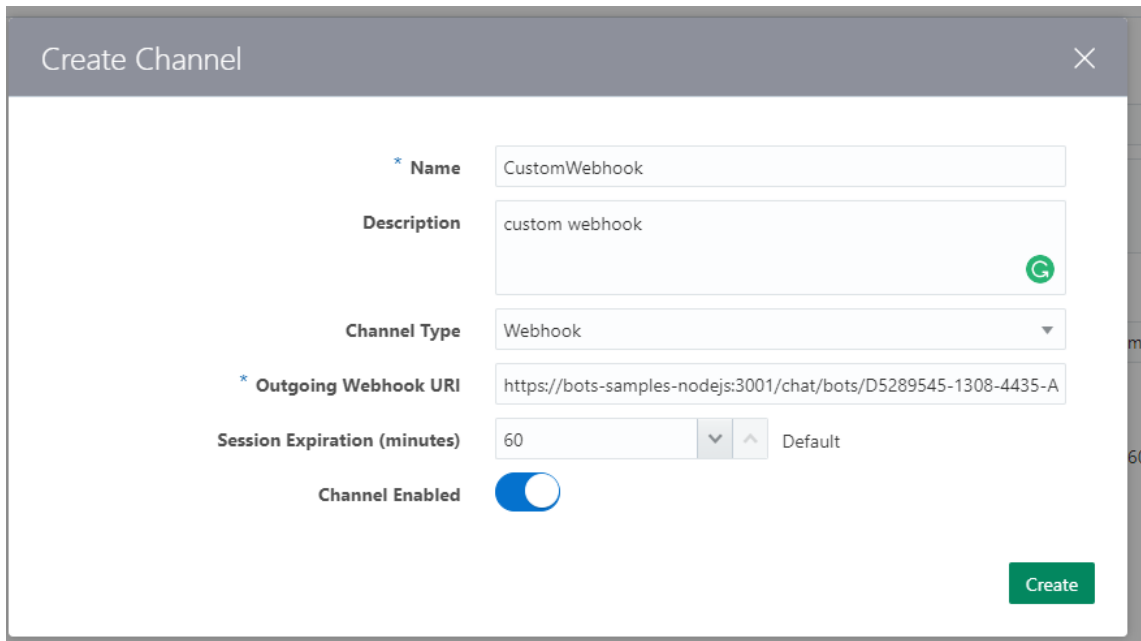 Create Channel
* Name
CustomWebhook
Description
custom webhook
Channel Type
Webhook
* Outgoing Webhook URI
https://bots-samples-nodejs:3001/chat/bots/D5289545-1308-4435-A
Session Expiration (minutes)
60
Default
Channel Enabled
Create